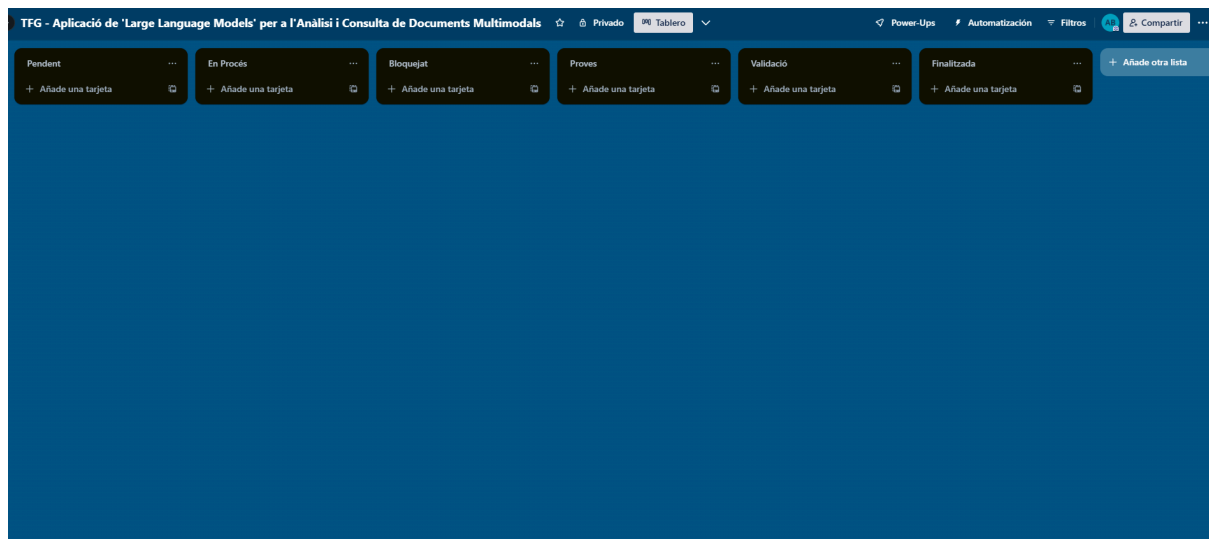 TFG - Aplicació de 'Large Language Models' per a l'Anàlisi i Consulta de Documents Multimodals Privado Tablero Power-Ups Automatización Filtros AB Compartir
Pendent En Procés Bloquejat Proves Validació Finalitzada + Añade otra lista
+ Añade una tarjeta + Añade una tarjeta + Añade una tarjeta + Añade una tarjeta + Añade una tarjeta + Añade una tarjeta